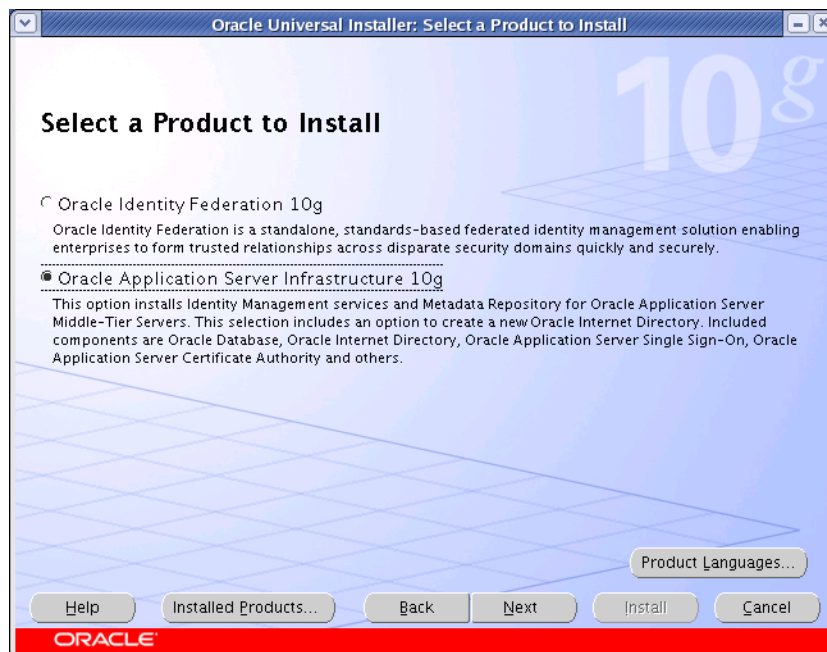 Oracle Universal Installer: Select a Product to Install
10g
Select a Product to Install
Oracle Identity Federation 10g
Oracle Identity Federation is a standalone, standards-based federated identity management solution enabling
enterprises to form trusted relationships across disparate security domains quickly and securely.
Oracle Application Server Infrastructure 10g
This option installs Identity Management services and Metadata Repository for Oracle Application Server
Middle-Tier Servers. This selection includes an option to create a new Oracle Internet Directory. Included
components are Oracle Database, Oracle Internet Directory, Oracle Application Server Single Sign-On, Oracle
Application Server Certificate Authority and others.
Product Languages...
Help Installed Products... Back Next Install Cancel
ORACLE